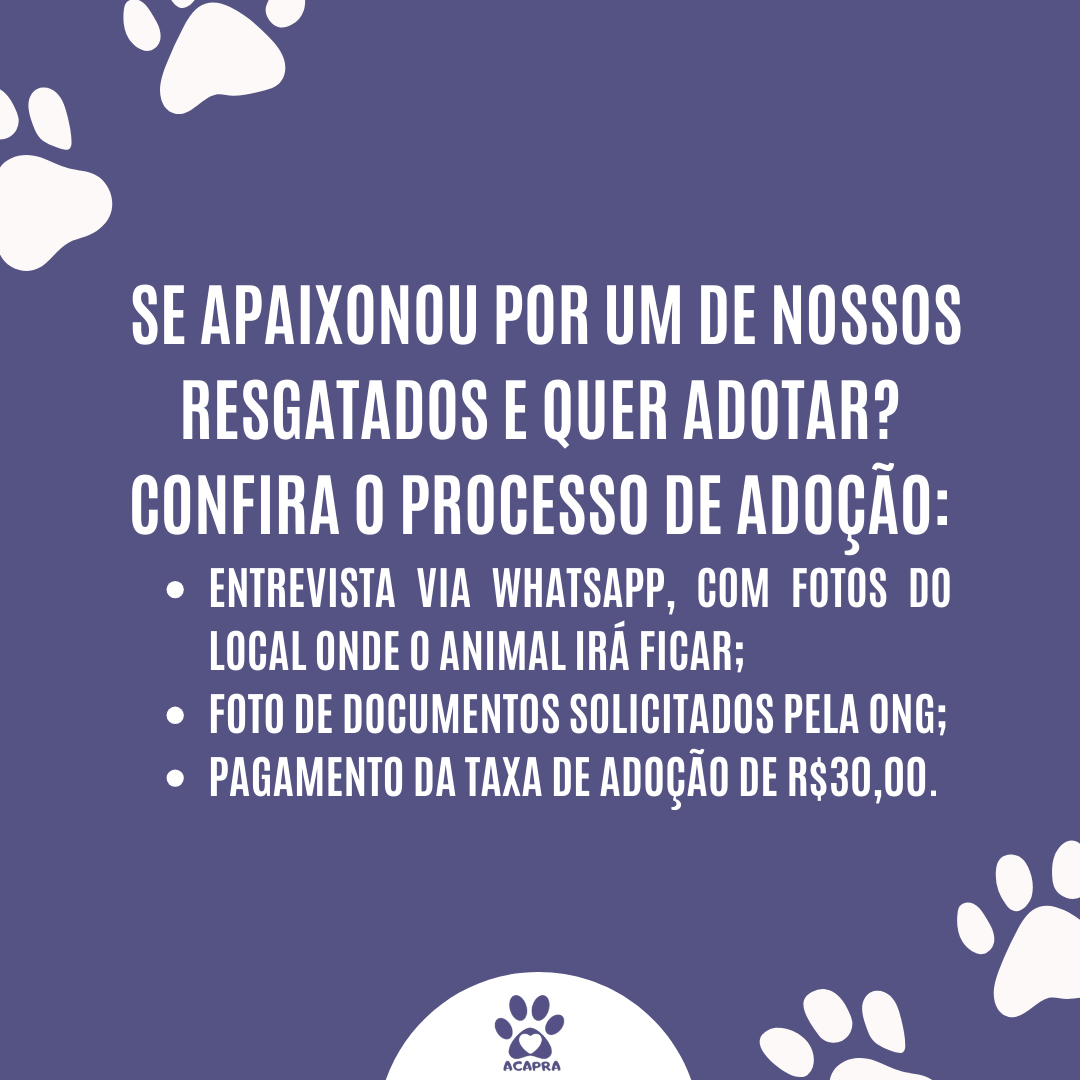 SE APAIXONOU POR UM DE NOSSOS
RESGATADOS E QUER ADOTAR?
CONFIRA O PROCESSO DE ADOÇÃO:
• ENTREVISTA VIA WHATSAPP, COM FOTOS DO
LOCAL ONDE O ANIMAL IRÁ FICAR;
• FOTO DE DOCUMENTOS SOLICITADOS PELA ONG;
• PAGAMENTO DA TAXA DE ADOÇÃO DE R$30,00.
ACAPRA